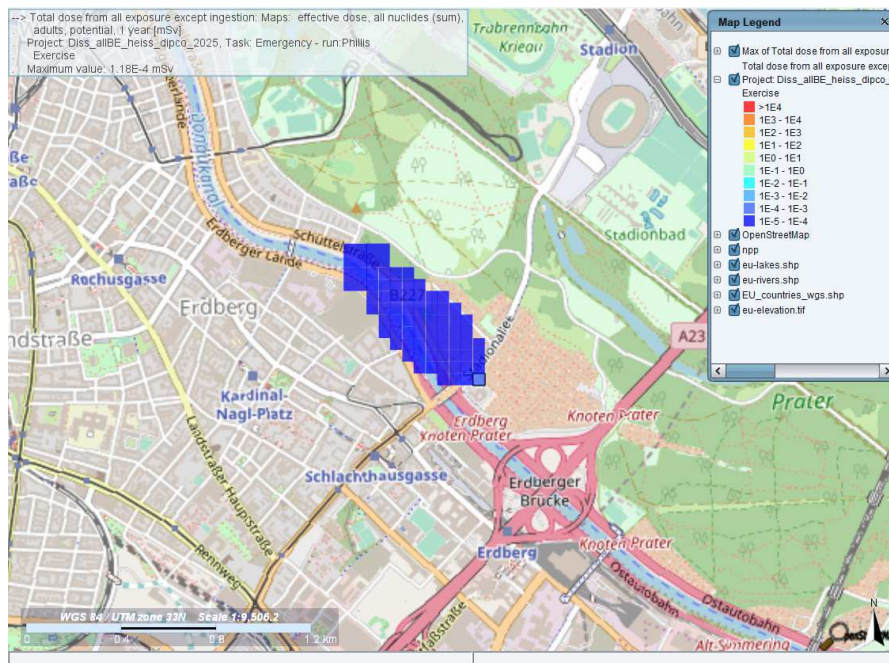 --> Total dose from all exposure except ingestion: Maps: effective dose, all nuclides (sum),
adults, potential, 1 year [mSv]
Project: Diss_allBE_heiss_dipco_2025, Task: Emergency - run:Phillis
Exercise
Maximum value: 1.18E-4 mSv
Map Legend
Max of Total dose from all exposur
Total dose from all exposure excep
Project: Diss_allBE_heiss_dipco_
Exercise
>1E4
1E3 - 1E4
1E2 - 1E3
1E1 - 1E2
1E0 - 1E1
1E-1 - 1E0
1E-2 - 1E-1
1E-3 - 1E-2
1E-4 - 1E-3
1E-5 - 1E-4
OpenStreetMap
npp
eu-lakes.shp
eu-rivers.shp
EU_countries_wgs.shp
eu-elevation.tif
Trabrennbahn
Krieau
Stadion
Donaukanal
Stadionbad
Schüttelstraße
Erdberger Lände
Rochusgasse
Erdberg
B227
Stadionallee
A23
Kardinal-
Nagl-Platz
Landstraßer Hauptstraße
Prater
Erdberg
Knoten Prater
Knoten Prater
Schlachthausgasse
Erdberger
Brücke
Erdberg
Knoten Prater
Rennweg
Ostautobahn
Ostautobahn
Alt-Simmering
WGS 84 / UTM zone 33N Scale 1:9,506.2
0 0.4 0.8 1.2 km
N